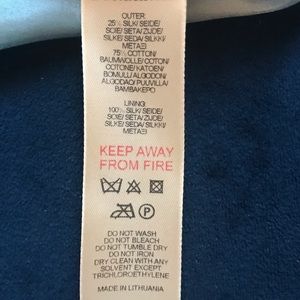 OUTER:
25% SILK/ SEIDE/
SOIE/ SETA/ZIJDE/
SILKE/ SEDA/ SILKKI/
ΜΕΤΑΞΙ
75% COTTON/
BAUMWOLLE/ COTON/
COTONE/ KATOEN/
BOMULL/ ALGODON/
ALGODAO/ PUUVILLA/
BAMBAKEPO
LINING:
100% SILK/ SEIDE/
SOIE/ SETA/ ZIJDE/
SILKE/ SEDA/ SILKKI/
ΜΕΤΑΞΙ
KEEP AWAY
FROM FIRE
P
DO NOT WASH
DO NOT BLEACH
DO NOT TUMBLE DRY
DO NOT IRON
DRY CLEAN WITH ANY
SOLVENT EXCEPT
TRICHLOROETHYLENE
MADE IN LITHUANIA